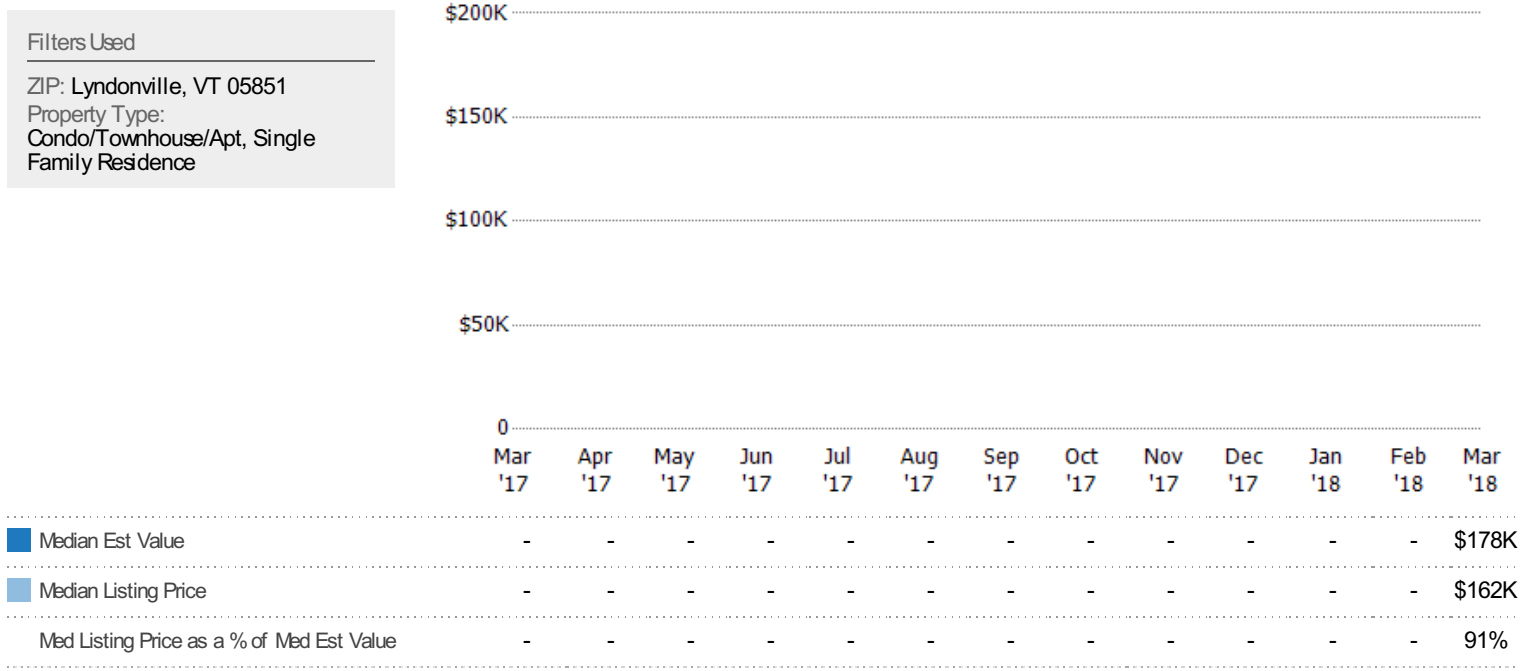 Filters Used
ZIP: Lyndonville, VT 05851
Property Type:
Condo/Townhouse/Apt, Single
Family Residence
$200K
$150K
$100K
$50K
0
Mar Apr May Jun Jul Aug Sep Oct Nov Dec Jan Feb Mar
'17 '17 '17 '17 '17 '17 '17 '17 '17 '17 '18 '18 '18
Median Est Value - - - - - - - - - - - - $178K
Median Listing Price - - - - - - - - - - - - $162K
Med Listing Price as a % of Med Est Value - - - - - - - - - - - - 91%